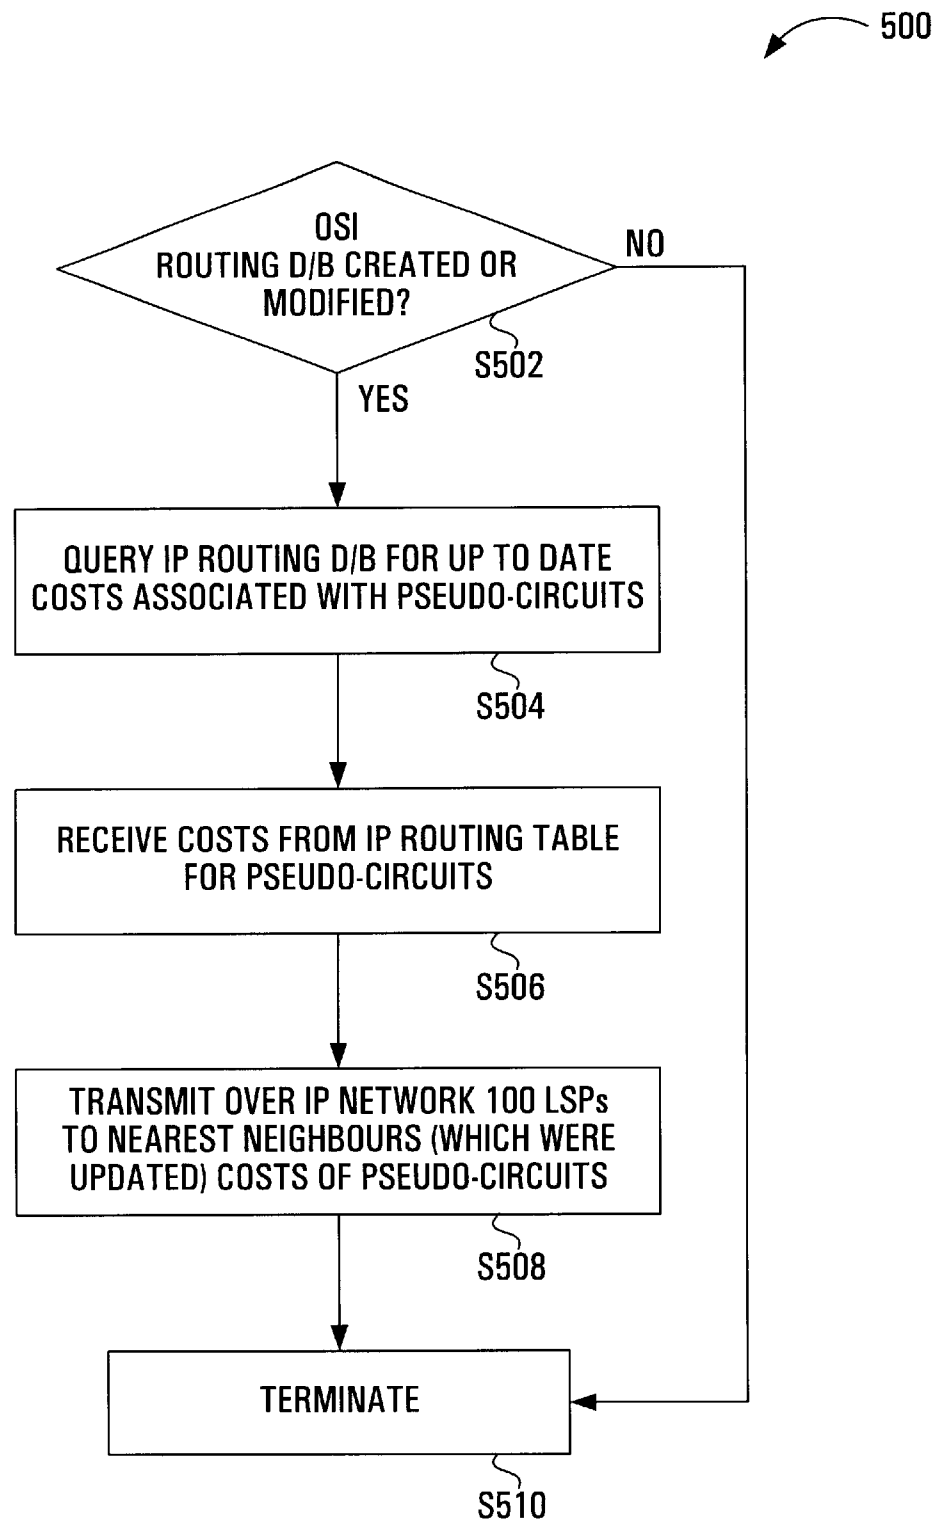 500
OSI
ROUTING D/B CREATED OR
MODIFIED?
NO
S502
YES
QUERY IP ROUTING D/B FOR UP TO DATE
COSTS ASSOCIATED WITH PSEUDO-CIRCUITS
S504
RECEIVE COSTS FROM IP ROUTING TABLE
FOR PSEUDO-CIRCUITS
S506
TRANSMIT OVER IP NETWORK 100 LSPs
TO NEAREST NEIGHBOURS (WHICH WERE
UPDATED) COSTS OF PSEUDO-CIRCUITS
S508
TERMINATE
S510